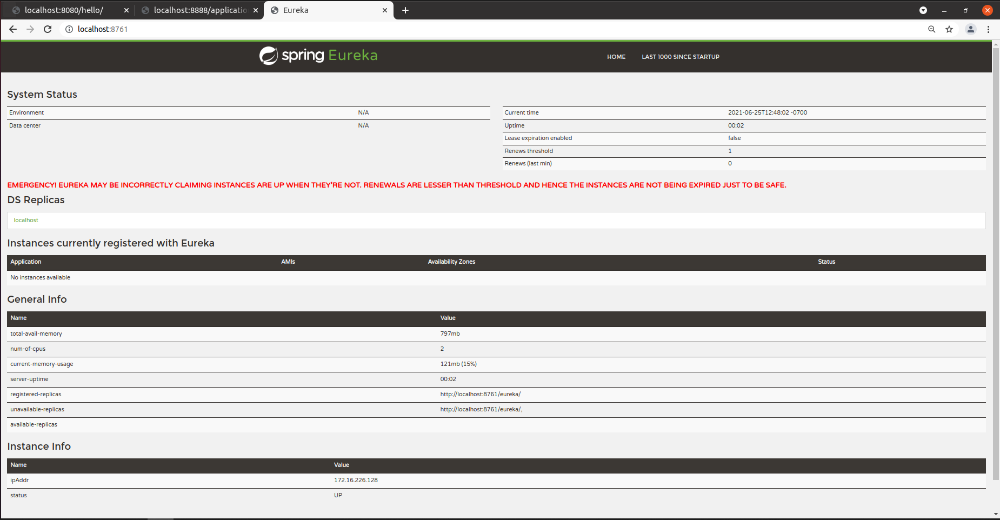 localhost:8080/hello/
localhost:8888/applicatio
Eureka
localhost:8761
spring Eureka
HOME
LAST 1000 SINCE STARTUP
System Status
Environment N/A
Data center N/A
Current time 2021-06-25T12:48:02 -0700
Uptime 00:02
Lease expiration enabled false
Renews threshold 1
Renews (last min) 0
EMERGENCY! EUREKA MAY BE INCORRECTLY CLAIMING INSTANCES ARE UP WHEN THEY'RE NOT. RENEWALS ARE LESSER THAN THRESHOLD AND HENCE THE INSTANCES ARE NOT BEING EXPIRED JUST TO BE SAFE.
DS Replicas
localhost
Instances currently registered with Eureka
Application AMIs Availability Zones Status
No instances available
General Info
Name Value
total-avail-memory 797mb
num-of-cpus 2
current-memory-usage 121mb (15%)
server-uptime 00:02
registered-replicas http://localhost:8761/eureka/
unavailable-replicas http://localhost:8761/eureka/,
available-replicas
Instance Info
Name Value
ipAddr 172.16.226.128
status UP